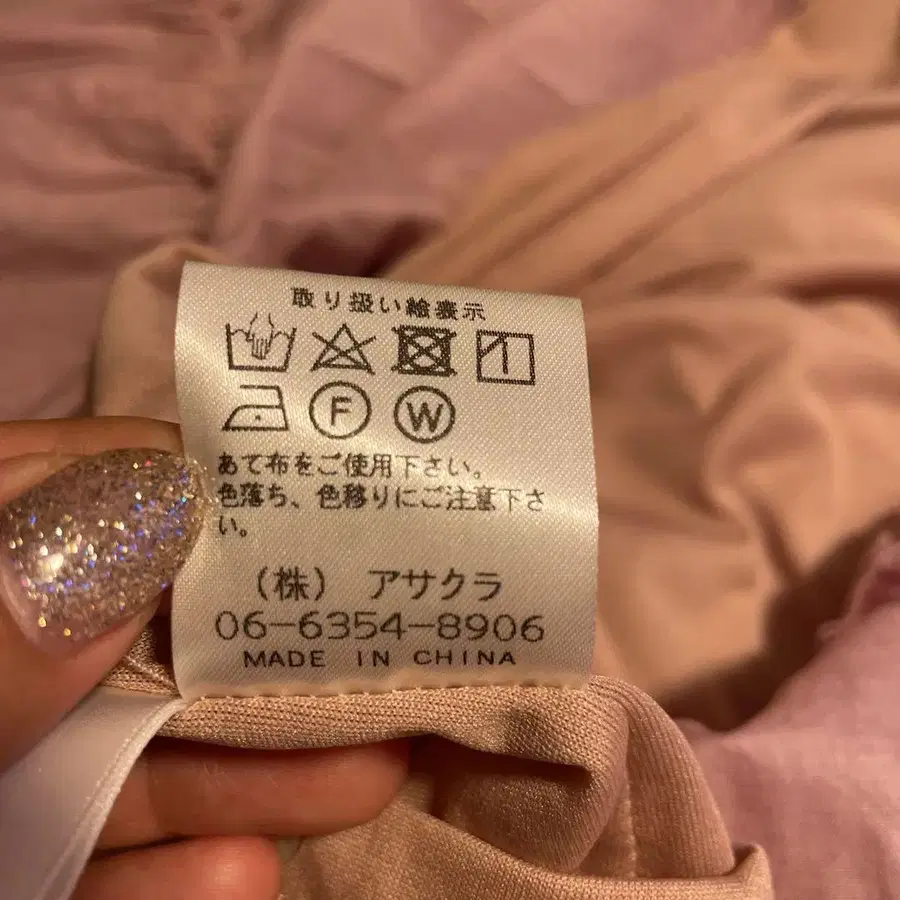 取り扱い絵表示
F W
あて布をご使用下さい。
色落ち、色移りにご注意下さ
い。
(株) アサクラ
06-6354-8906
MADE IN CHINA